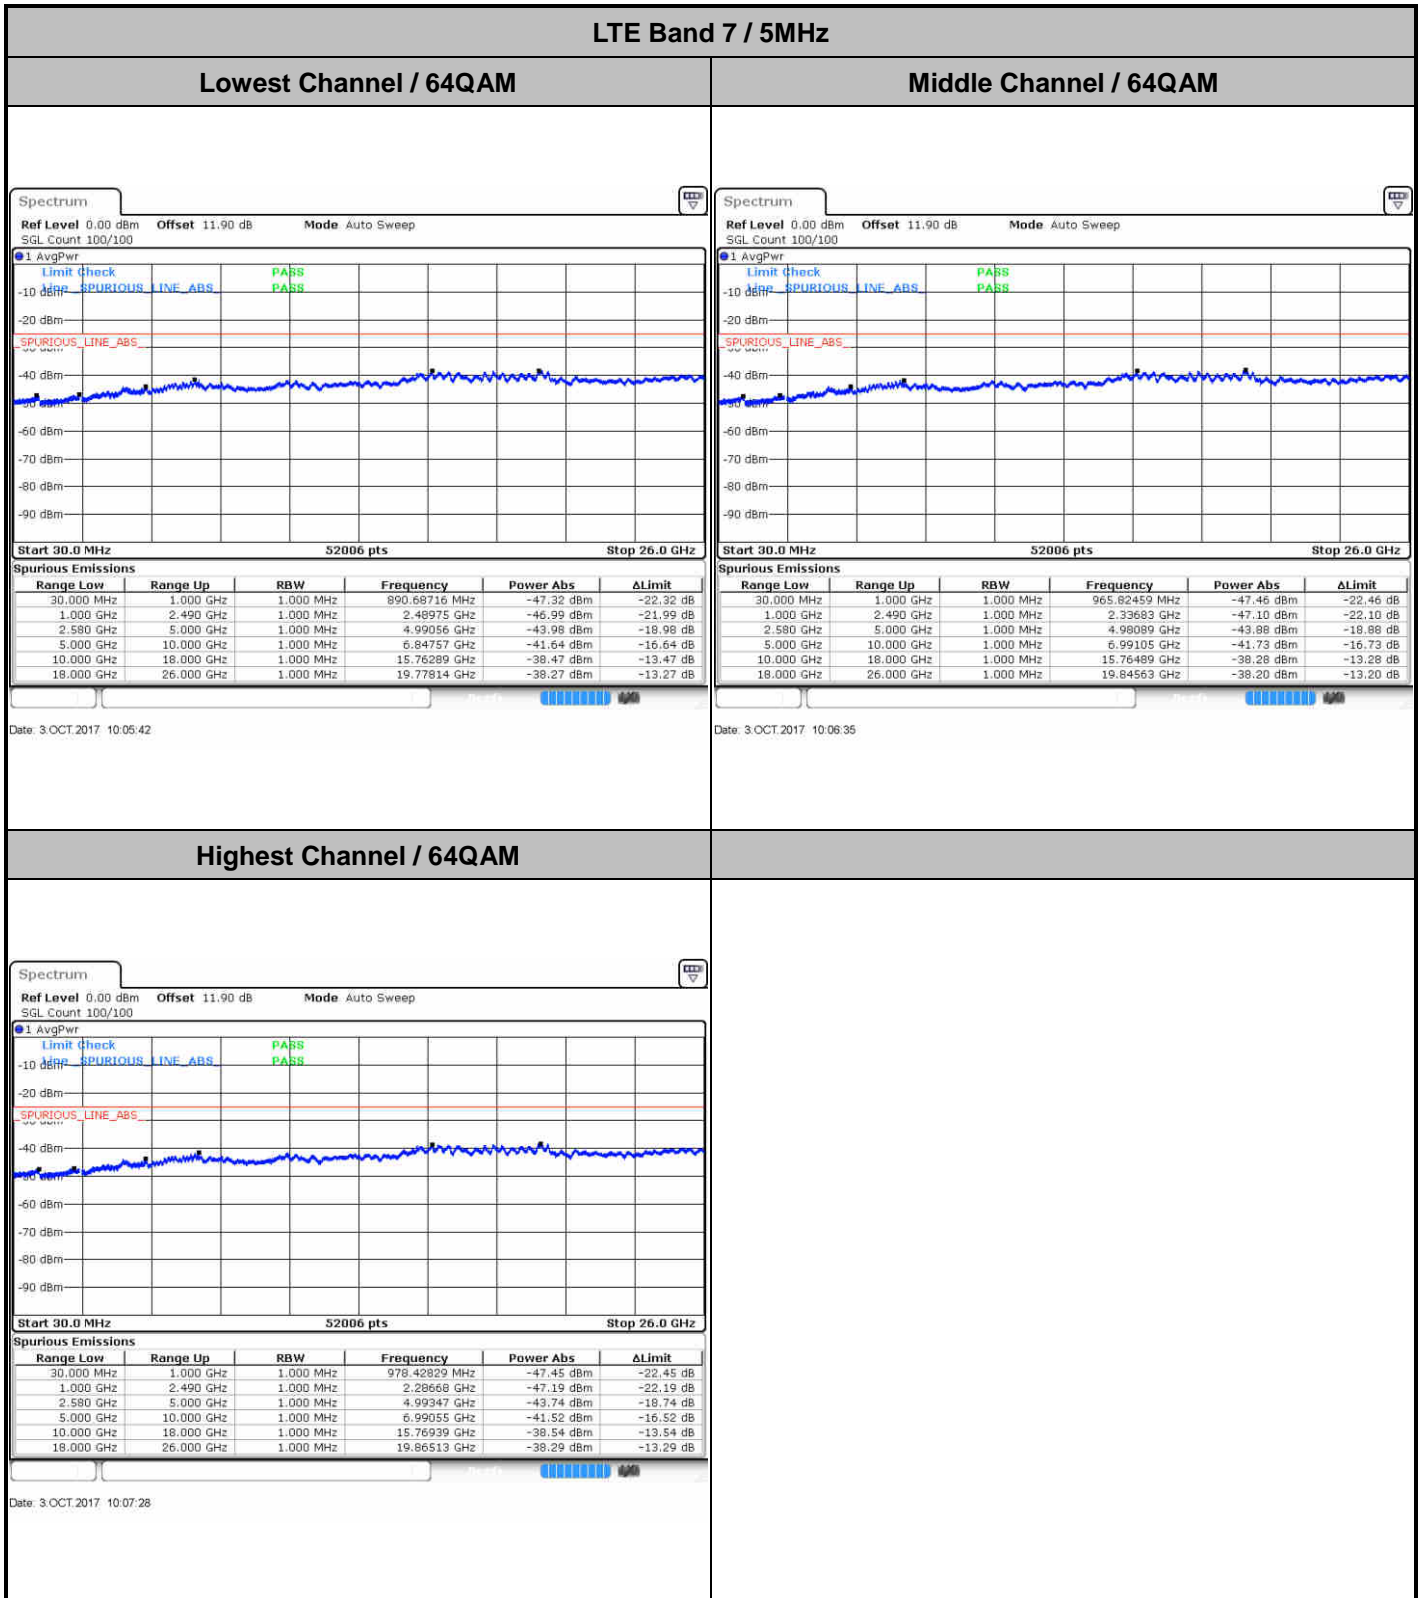 LTE Band 7 / 5MHz
Lowest Channel / 64QAM
Middle Channel / 64QAM
Spectrum
Ref Level 0.00 dBm Offset 11.90 dB Mode Auto Sweep
SGL Count 100/100
1 AvgPwr
Limit Check PASS
Line _SPURIOUS_LINE_ABS_ PASS
-10 dBm
-20 dBm
_SPURIOUS_LINE_ABS_
-30 dBm
-40 dBm
-50 dBm
-60 dBm
-70 dBm
-80 dBm
-90 dBm
Start 30.0 MHz 52006 pts Stop 26.0 GHz
Spurious Emissions
Range Low Range Up RBW Frequency Power Abs ΔLimit
30.000 MHz 1.000 GHz 1.000 MHz 890.68716 MHz -47.32 dBm -22.32 dB
1.000 GHz 2.490 GHz 1.000 MHz 2.48975 GHz -46.99 dBm -21.99 dB
2.580 GHz 5.000 GHz 1.000 MHz 4.99056 GHz -43.98 dBm -18.98 dB
5.000 GHz 10.000 GHz 1.000 MHz 6.84757 GHz -41.64 dBm -16.64 dB
10.000 GHz 18.000 GHz 1.000 MHz 15.76289 GHz -38.47 dBm -13.47 dB
18.000 GHz 26.000 GHz 1.000 MHz 19.77814 GHz -38.27 dBm -13.27 dB
Date: 3.OCT.2017 10:05:42
Spectrum
Ref Level 0.00 dBm Offset 11.90 dB Mode Auto Sweep
SGL Count 100/100
1 AvgPwr
Limit Check PASS
Line _SPURIOUS_LINE_ABS_ PASS
-10 dBm
-20 dBm
_SPURIOUS_LINE_ABS_
-30 dBm
-40 dBm
-50 dBm
-60 dBm
-70 dBm
-80 dBm
-90 dBm
Start 30.0 MHz 52006 pts Stop 26.0 GHz
Spurious Emissions
Range Low Range Up RBW Frequency Power Abs ΔLimit
30.000 MHz 1.000 GHz 1.000 MHz 965.82459 MHz -47.46 dBm -22.46 dB
1.000 GHz 2.490 GHz 1.000 MHz 2.33683 GHz -47.10 dBm -22.10 dB
2.580 GHz 5.000 GHz 1.000 MHz 4.98089 GHz -43.88 dBm -18.88 dB
5.000 GHz 10.000 GHz 1.000 MHz 6.99105 GHz -41.73 dBm -16.73 dB
10.000 GHz 18.000 GHz 1.000 MHz 15.76489 GHz -38.28 dBm -13.28 dB
18.000 GHz 26.000 GHz 1.000 MHz 19.84563 GHz -38.20 dBm -13.20 dB
Date: 3.OCT.2017 10:06:35
Highest Channel / 64QAM
Spectrum
Ref Level 0.00 dBm Offset 11.90 dB Mode Auto Sweep
SGL Count 100/100
1 AvgPwr
Limit Check PASS
Line _SPURIOUS_LINE_ABS_ PASS
-10 dBm
-20 dBm
_SPURIOUS_LINE_ABS_
-30 dBm
-40 dBm
-50 dBm
-60 dBm
-70 dBm
-80 dBm
-90 dBm
Start 30.0 MHz 52006 pts Stop 26.0 GHz
Spurious Emissions
Range Low Range Up RBW Frequency Power Abs ΔLimit
30.000 MHz 1.000 GHz 1.000 MHz 978.42829 MHz -47.45 dBm -22.45 dB
1.000 GHz 2.490 GHz 1.000 MHz 2.28668 GHz -47.19 dBm -22.19 dB
2.580 GHz 5.000 GHz 1.000 MHz 4.99347 GHz -43.74 dBm -18.74 dB
5.000 GHz 10.000 GHz 1.000 MHz 6.99055 GHz -41.52 dBm -16.52 dB
10.000 GHz 18.000 GHz 1.000 MHz 15.76939 GHz -38.54 dBm -13.54 dB
18.000 GHz 26.000 GHz 1.000 MHz 19.86513 GHz -38.29 dBm -13.29 dB
Date: 3.OCT.2017 10:07:28